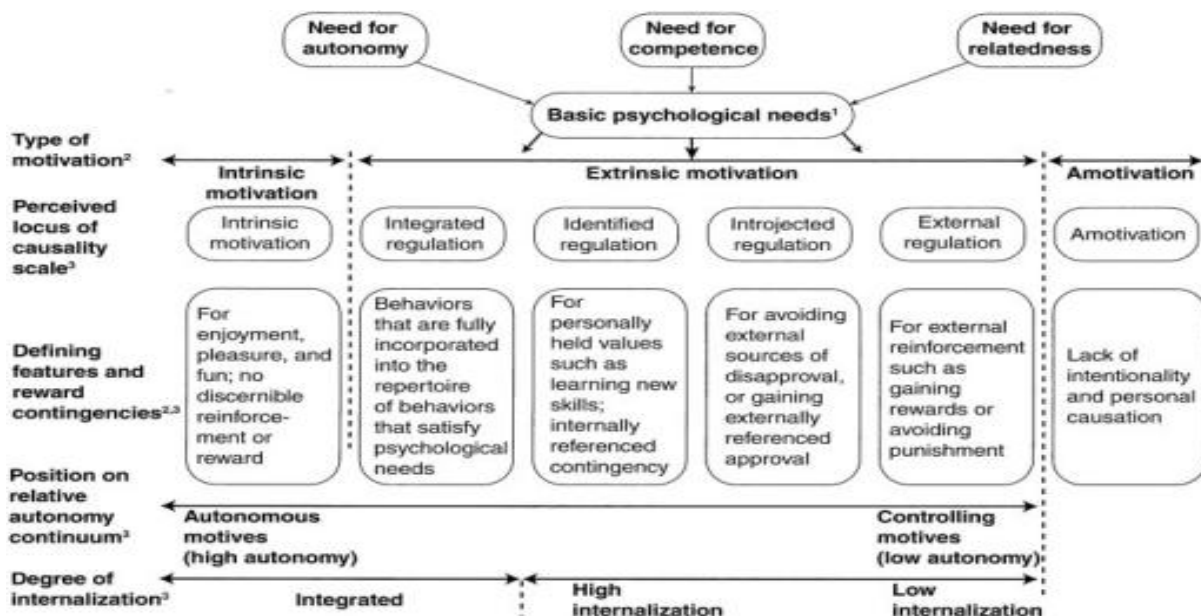 Need for
autonomy
Need for
competence
Need for
relatedness
Basic psychological needs¹
Type of
motivation²
Intrinsic
motivation
Extrinsic motivation
Amotivation
Perceived
locus of
causality
scale³
Intrinsic
motivation
Integrated
regulation
Identified
regulation
Introjected
regulation
External
regulation
Amotivation
Defining
features and
reward
contingencies²,³
For
enjoyment,
pleasure, and
fun; no
discernible
reinforce-
ment or
reward
Behaviors
that are fully
incorporated
into the
repertoire
of behaviors
that satisfy
psychological
needs
For
personally
held values
such as
learning new
skills;
internally
referenced
contingency
For avoiding
external
sources of
disapproval,
or gaining
externally
referenced
approval
For external
reinforcement
such as
gaining
rewards or
avoiding
punishment
Lack of
intentionality
and personal
causation
Position on
relative
autonomy
continuum³
Autonomous
motives
(high autonomy)
Controlling
motives
(low autonomy)
Degree of
internalization³
Integrated
High
internalization
Low
internalization